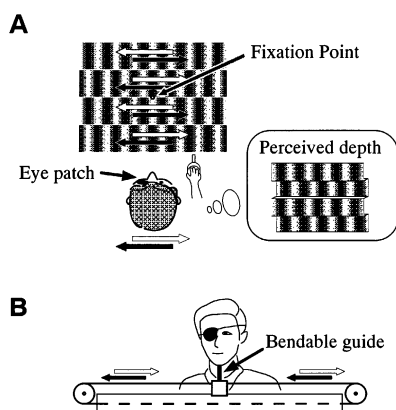 A
Fixation Point
Eye patch
Perceived depth
B
Bendable guide